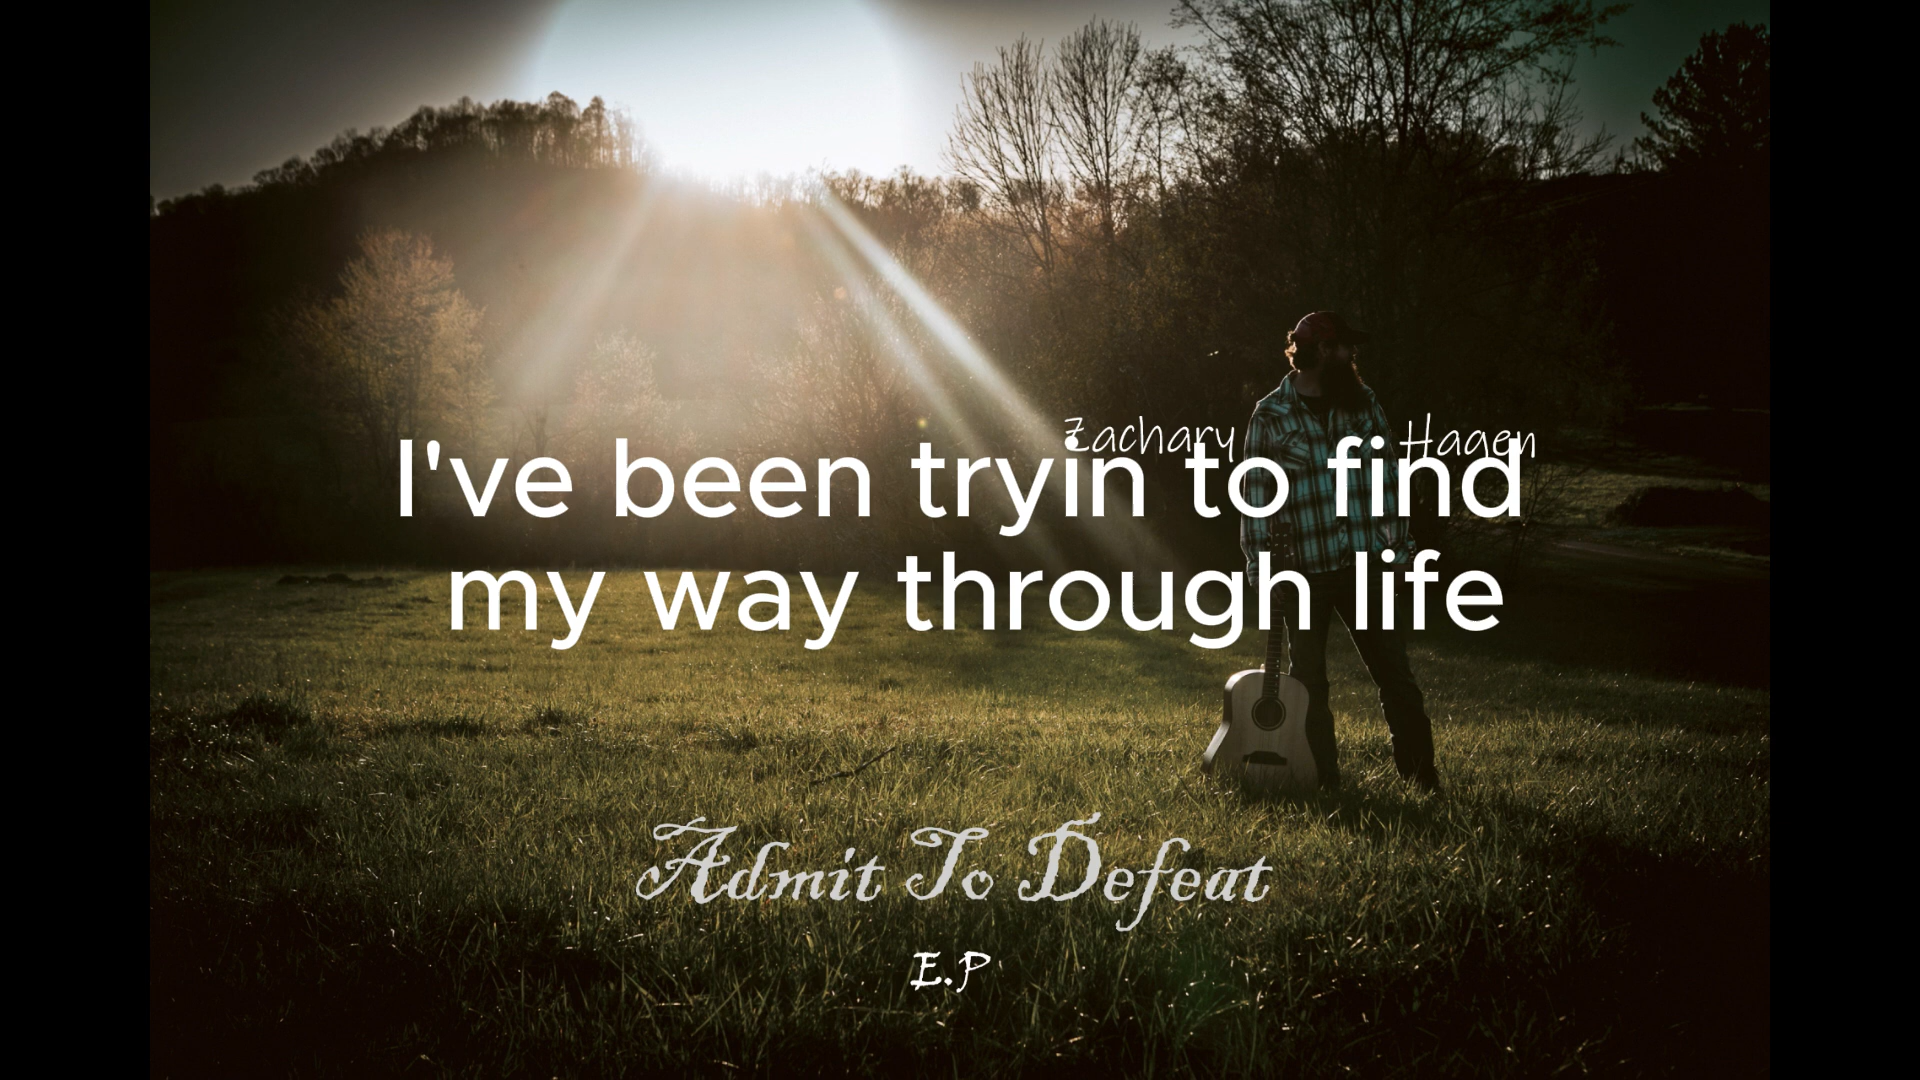 Zachary Hagen
I've been tryin to find
my way through life
Admit To Defeat
E.P